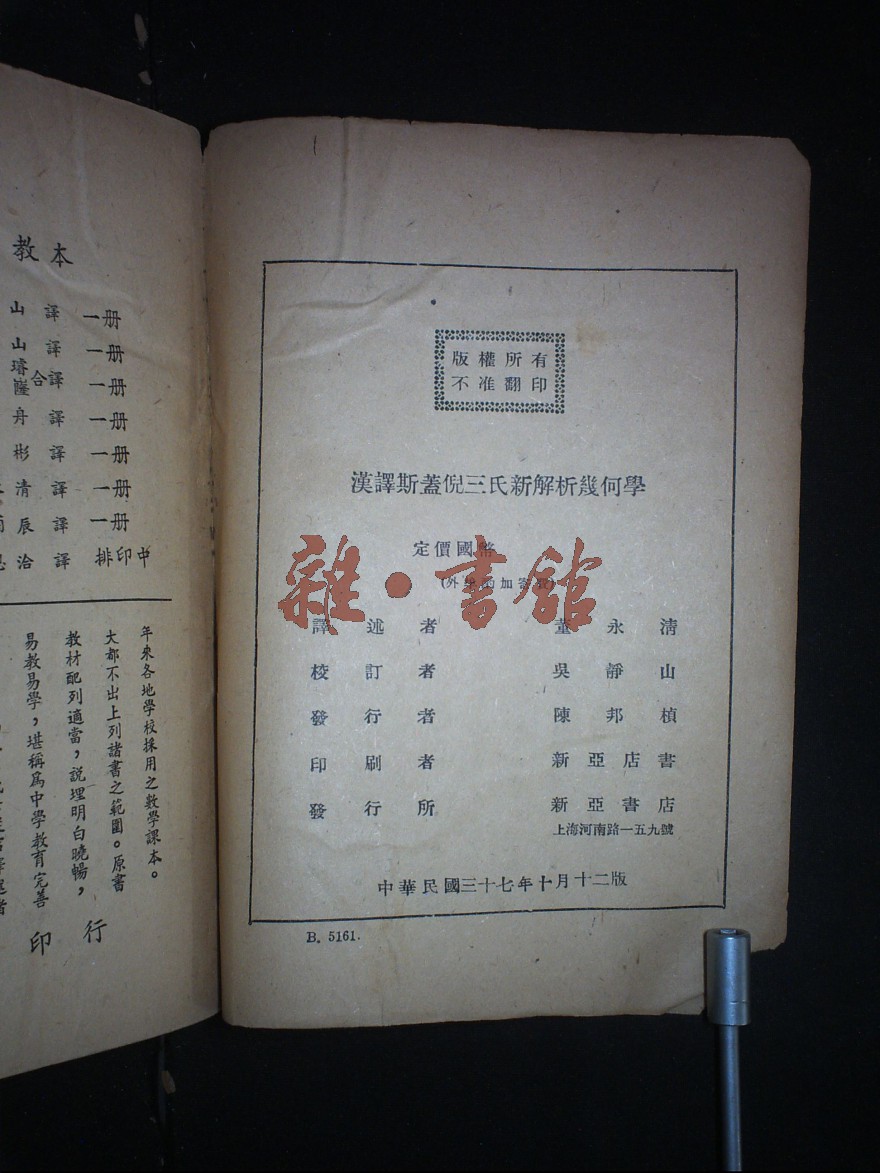 教本
山 譯 一册
山 譯 一册
合譯 一册
舟 譯 一册
彬 譯 一册
清 譯 一册
辰 譯 一册
洽 譯 排印中
年來各地學校採用之數學課本。
大都不出上列諸書之範圍。原書
教材配列適當，說理明白曉暢，
易教易學，堪稱爲中學教育完善
印行
版權所有
不准翻印
漢譯斯蓋倪三氏新解析幾何學
定價國幣
(外埠酌加寄費)
雜·書館
譯述者 董永清
校訂者 吳靜山
發行者 陳邦楨
印刷者 新亞店書
發行所 新亞書店
上海河南路一五九號
中華民國三十七年十月十二版
B. 5161.